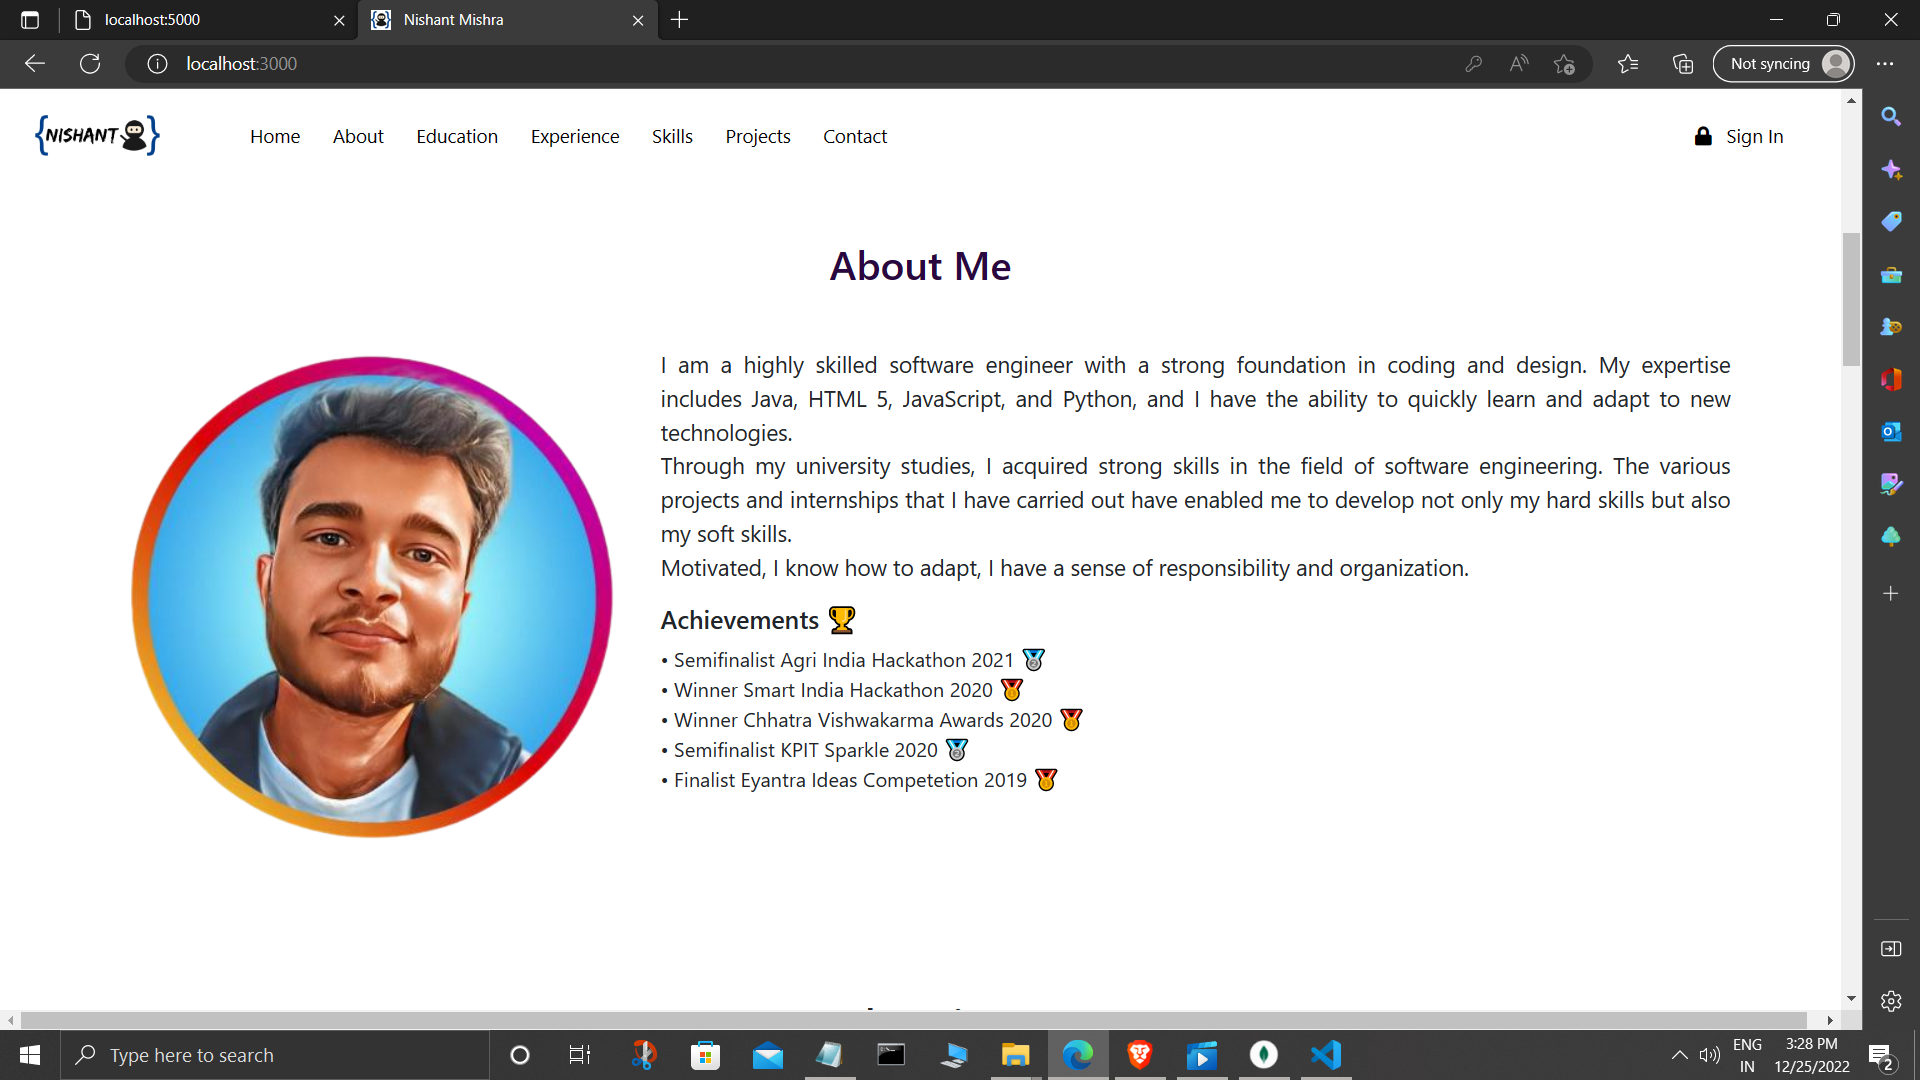 localhost:5000
Nishant Mishra
localhost:3000
Not syncing
{NISHANT}
Home About Education Experience Skills Projects Contact
Sign In
About Me
I am a highly skilled software engineer with a strong foundation in coding and design. My expertise
includes Java, HTML 5, JavaScript, and Python, and I have the ability to quickly learn and adapt to new
technologies.
Through my university studies, I acquired strong skills in the field of software engineering. The various
projects and internships that I have carried out have enabled me to develop not only my hard skills but also
my soft skills.
Motivated, I know how to adapt, I have a sense of responsibility and organization.
Achievements 🏆
• Semifinalist Agri India Hackathon 2021 🥈
• Winner Smart India Hackathon 2020 🥇
• Winner Chhatra Vishwakarma Awards 2020 🥇
• Semifinalist KPIT Sparkle 2020 🥈
• Finalist Eyantra Ideas Competetion 2019 🥇
Type here to search
ENG
IN
3:28 PM
12/25/2022
2